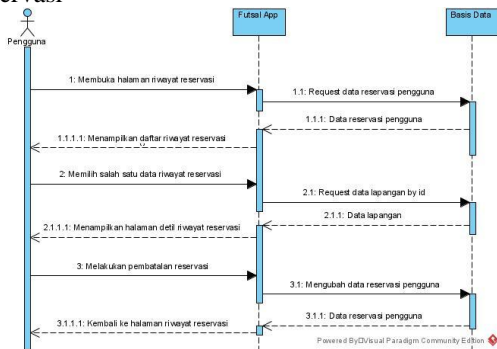 ervasi
Pengguna
Futsal App
Basis Data
1: Membuka halaman riwayat reservasi
1.1: Request data reservasi pengguna
1.1.1: Data reservasi pengguna
1.1.1.1: Menampilkan daftar riwayat reservasi
2: Memilih salah satu data riwayat reservasi
2.1: Request data lapangan by id
2.1.1: Data lapangan
2.1.1.1: Menampilkan halaman detil riwayat reservasi
3: Melakukan pembatalan reservasi
3.1: Mengubah data reservasi pengguna
3.1.1: Data reservasi pengguna
3.1.1.1: Kembali ke halaman riwayat reservasi
Powered By Visual Paradigm Community Edition